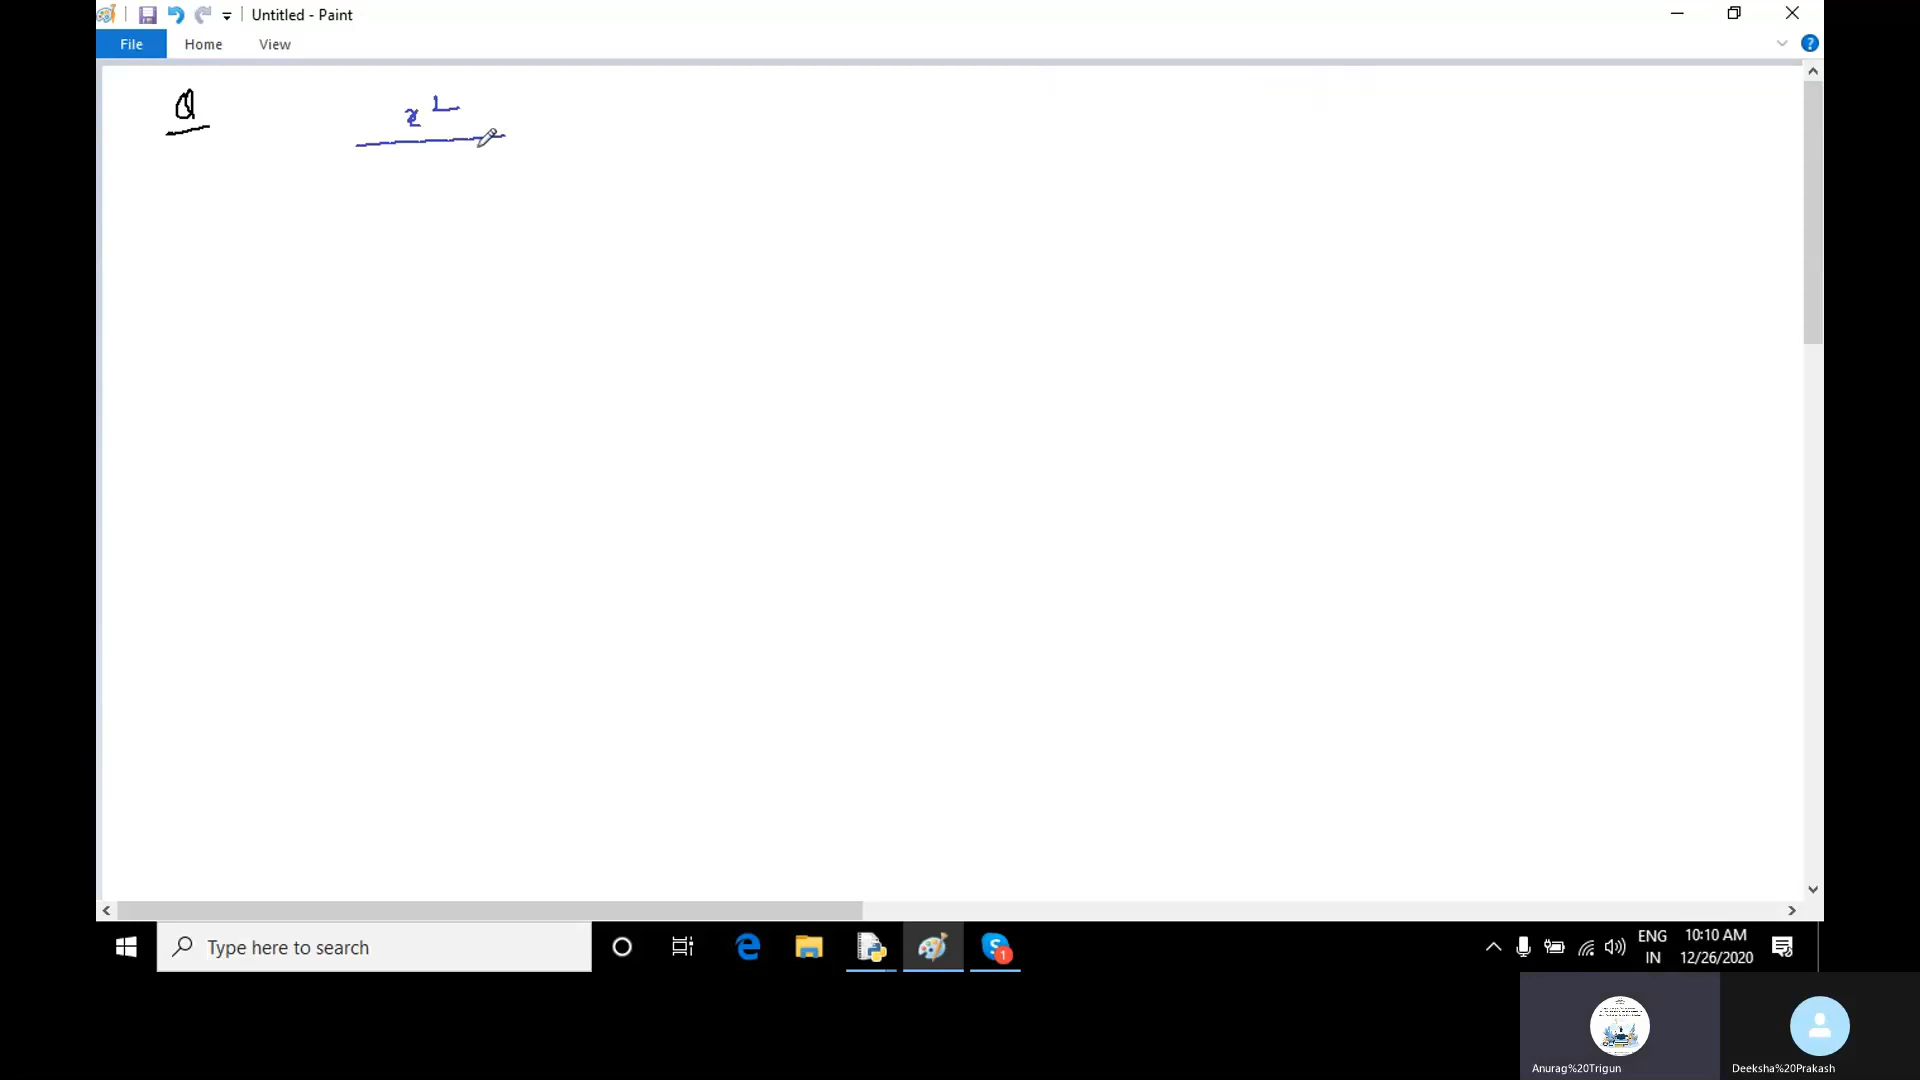 Untitled - Paint
File Home View
Q
Type here to search
ENG
IN
10:10 AM
12/26/2020
1
Anurag%20Trigun
Deeksha%20Prakash